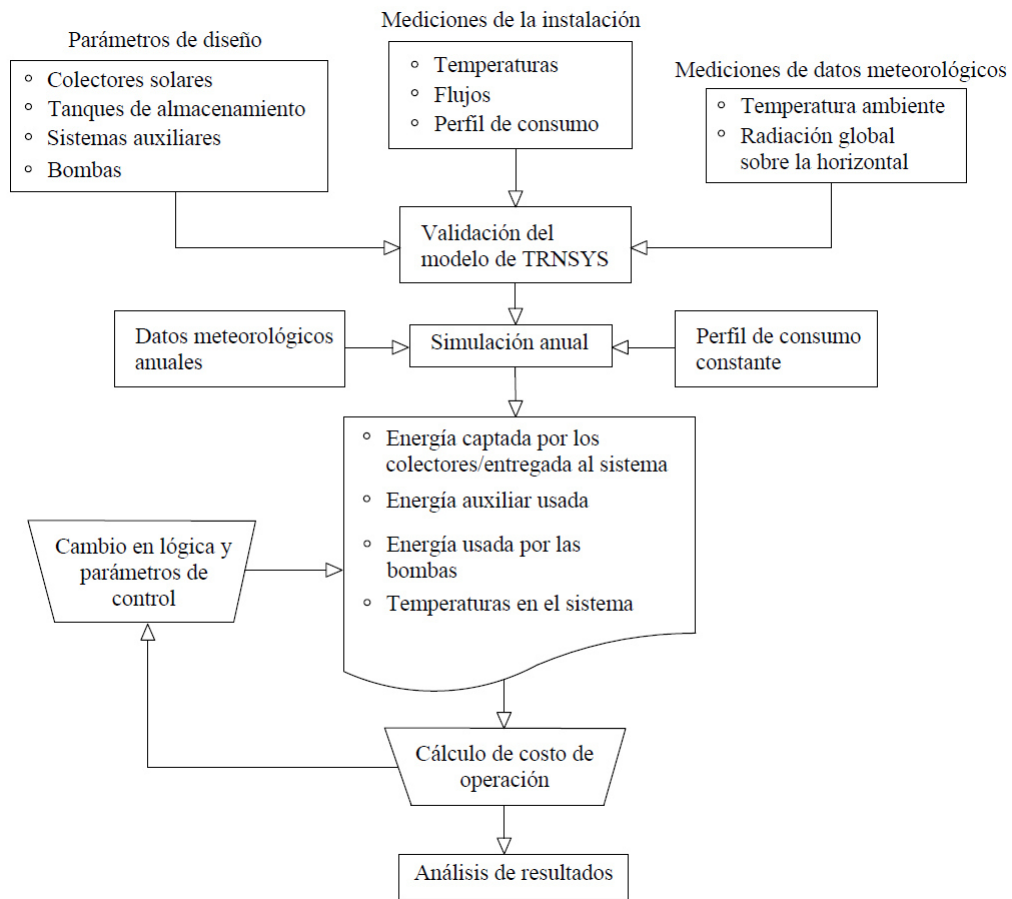 Parámetros de diseño
Colectores solares
Tanques de almacenamiento
Sistemas auxiliares
Bombas
Mediciones de la instalación
Temperaturas
Flujos
Perfil de consumo
Mediciones de datos meteorológicos
Temperatura ambiente
Radiación global
sobre la horizontal
Validación del
modelo de TRNSYS
Datos meteorológicos
anuales
Simulación anual
Perfil de consumo
constante
Energía captada por los
colectores/entregada al sistema
Energía auxiliar usada
Energía usada por las
bombas
Temperaturas en el sistema
Cambio en lógica y
parámetros de
control
Cálculo de costo de
operación
Análisis de resultados